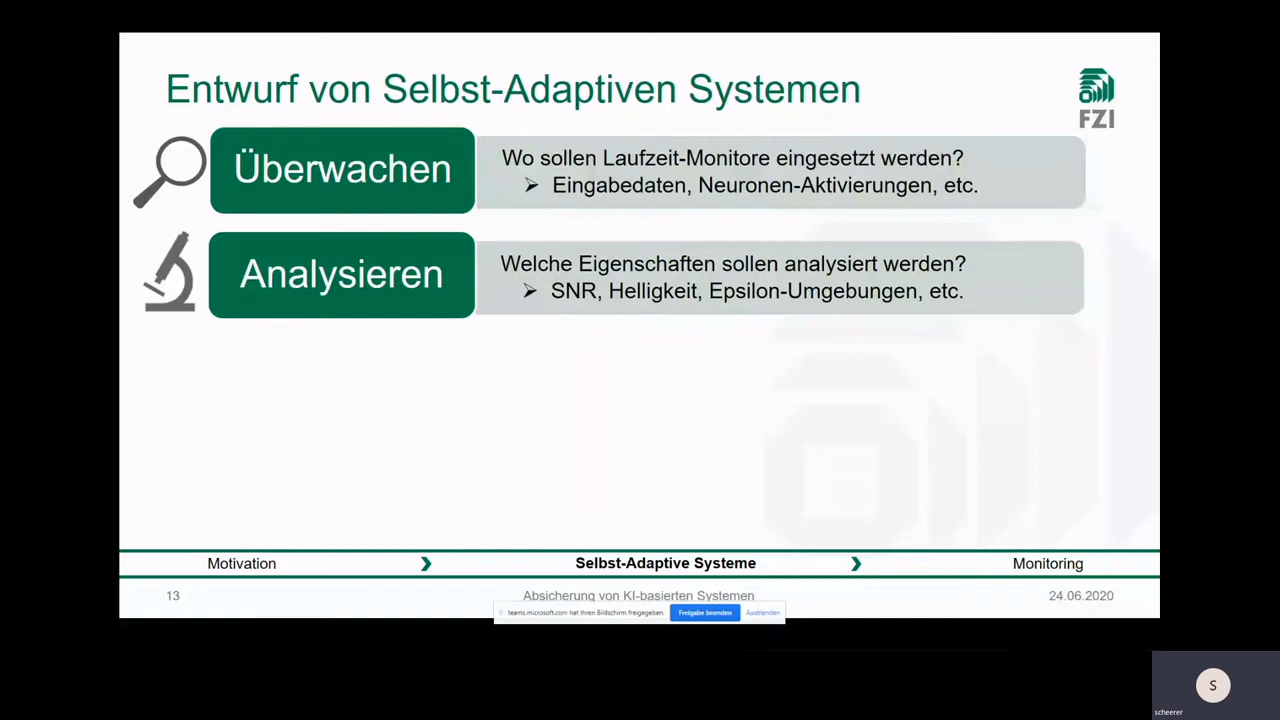 Entwurf von Selbst-Adaptiven Systemen
FZI
Überwachen
Wo sollen Laufzeit-Monitore eingesetzt werden?
➢ Eingabedaten, Neuronen-Aktivierungen, etc.
Analysieren
Welche Eigenschaften sollen analysiert werden?
➢ SNR, Helligkeit, Epsilon-Umgebungen, etc.
Motivation
Selbst-Adaptive Systeme
Monitoring
13
Absicherung von KI-basierten Systemen
24.06.2020
teams.microsoft.com hat Ihren Bildschirm freigegeben.
Freigabe beenden
Ausblenden
S
scheerer